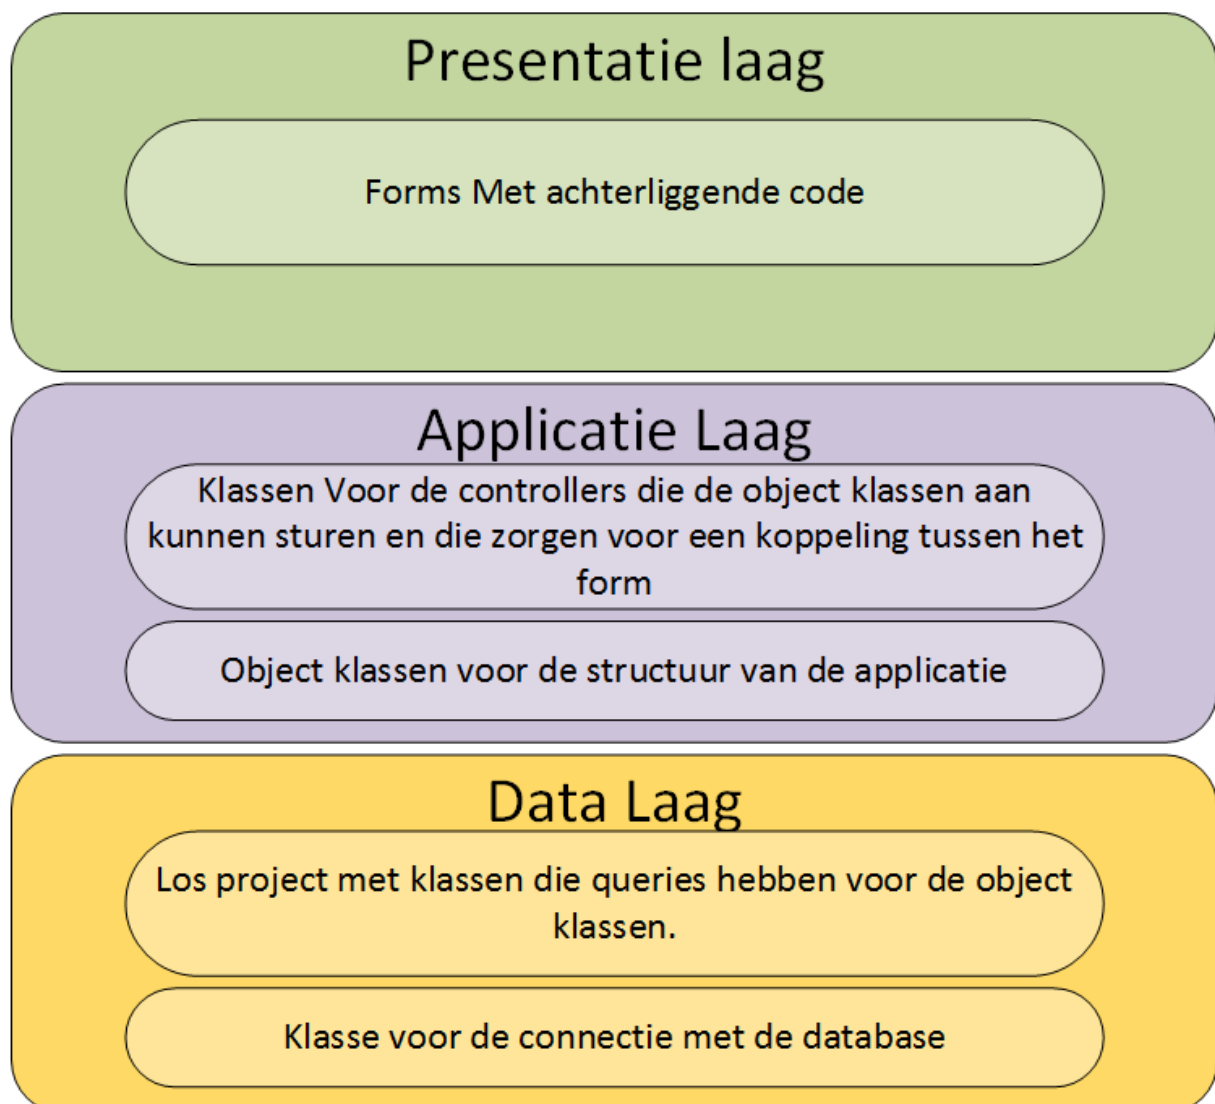 Presentatie laag
Forms Met achterliggende code
Applicatie Laag
Klassen Voor de controllers die de object klassen aan
kunnen sturen en die zorgen voor een koppeling tussen het
form
Object klassen voor de structuur van de applicatie
Data Laag
Los project met klassen die queries hebben voor de object
klassen.
Klasse voor de connectie met de database